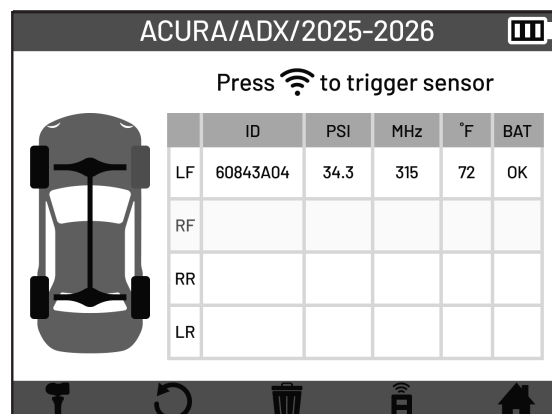 ACURA/ADX/2025-2026
Press to trigger sensor
ID PSI MHz °F BAT
LF 60843A04 34.3 315 72 OK
RF
RR
LR